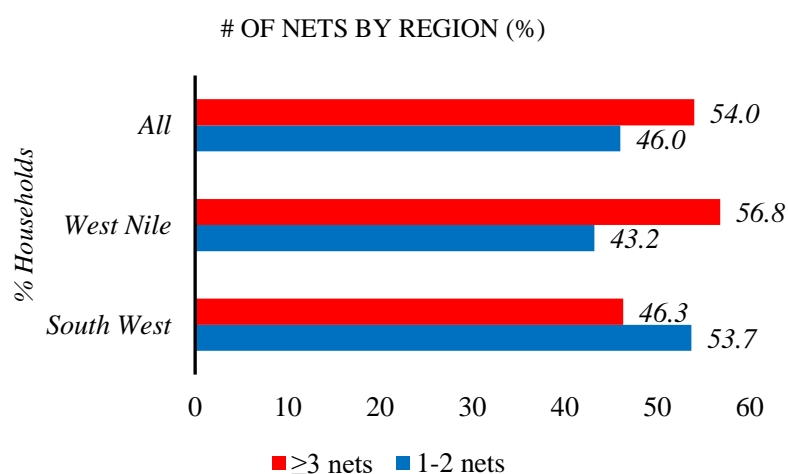 # OF NETS BY REGION (%)
% Households
All
54.0
46.0
West Nile
56.8
43.2
South West
46.3
53.7
0 10 20 30 40 50 60
≥3 nets 1-2 nets